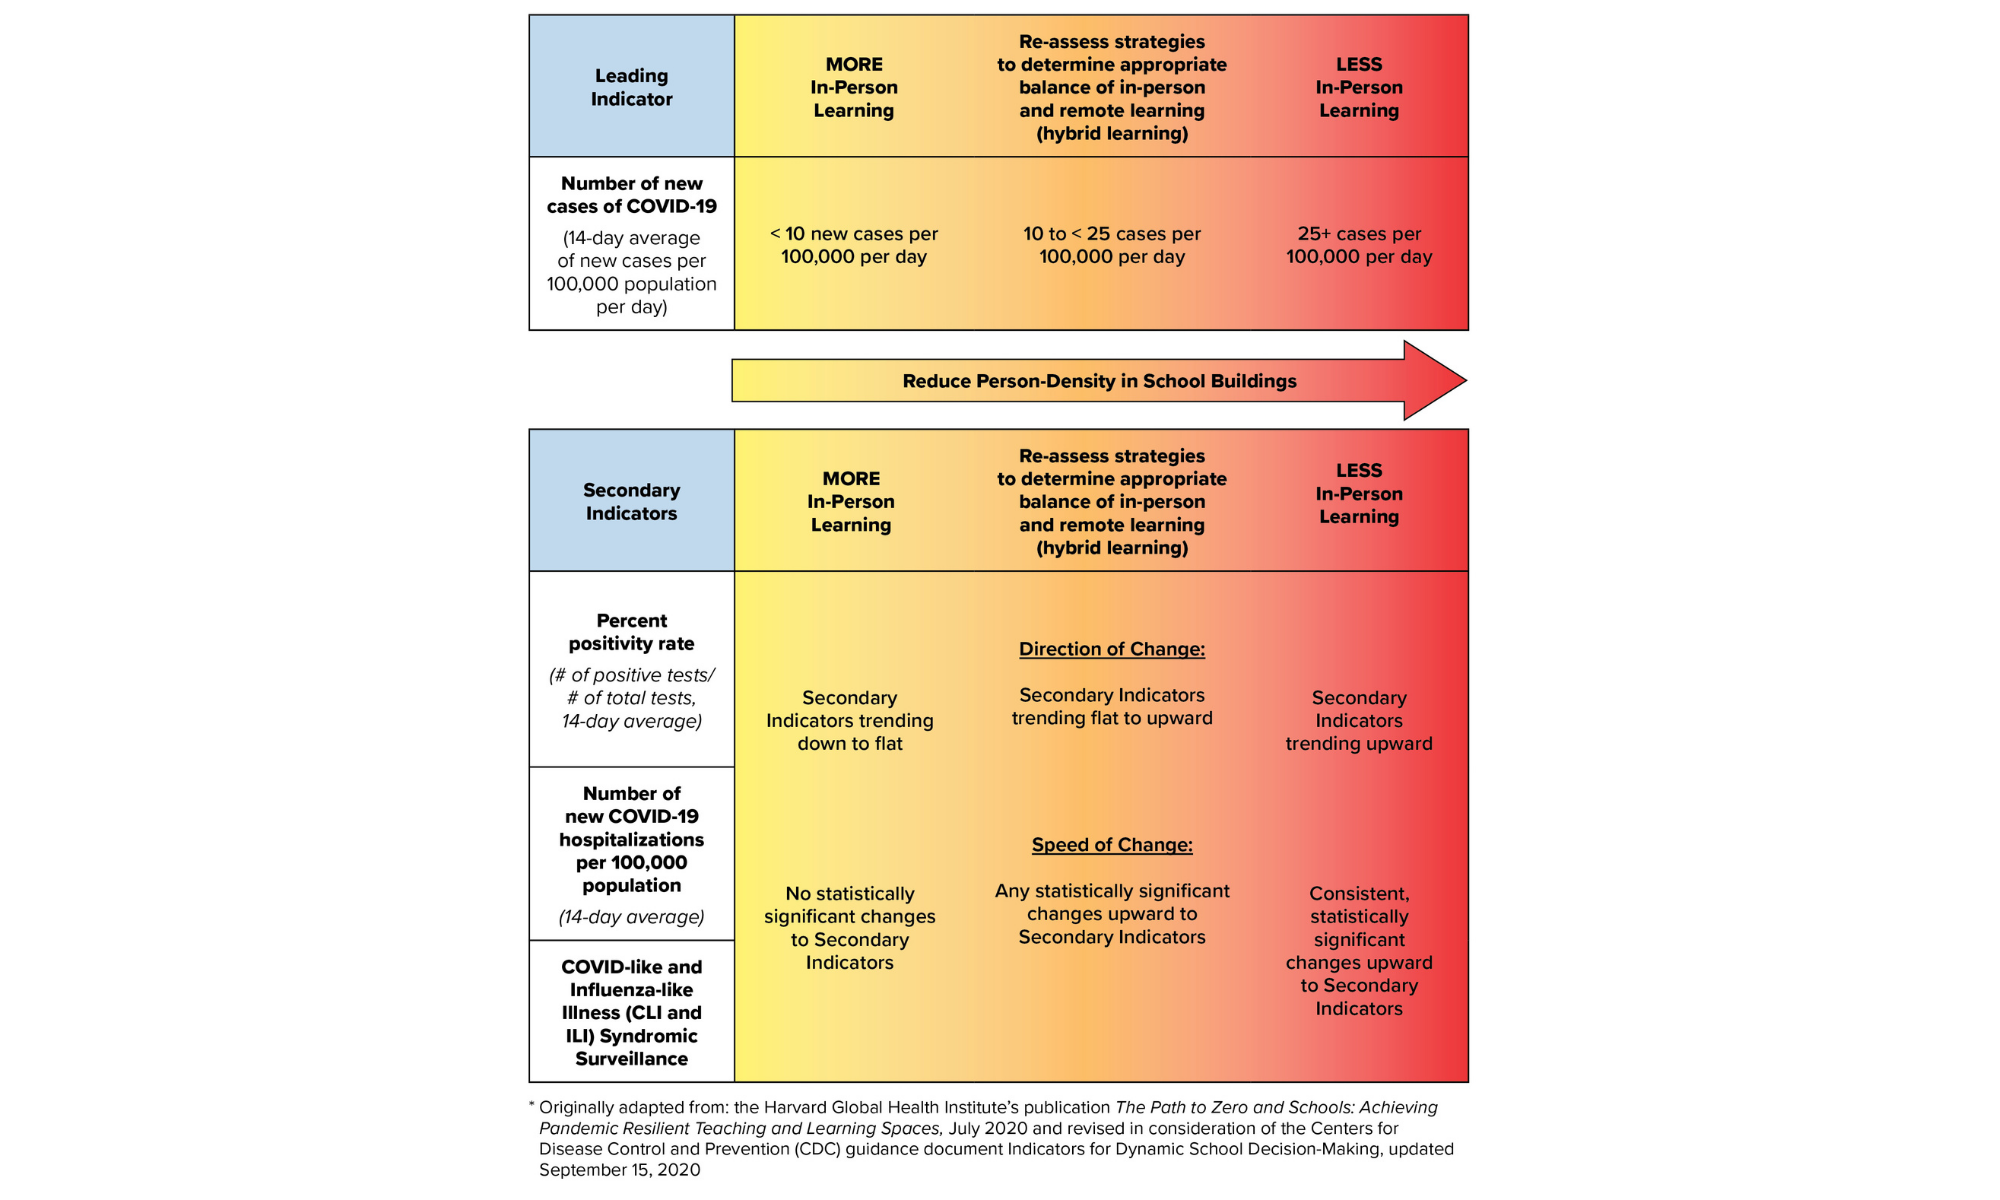 Leading
Indicator
MORE
In-Person
Learning
Re-assess strategies
to determine appropriate
balance of in-person
and remote learning
(hybrid learning)
LESS
In-Person
Learning
Number of new
cases of COVID-19
(14-day average
of new cases per
100,000 population
per day)
< 10 new cases per
100,000 per day
10 to < 25 cases per
100,000 per day
25+ cases per
100,000 per day
Reduce Person-Density in School Buildings
Secondary
Indicators
MORE
In-Person
Learning
Re-assess strategies
to determine appropriate
balance of in-person
and remote learning
(hybrid learning)
LESS
In-Person
Learning
Percent
positivity rate
(# of positive tests/
# of total tests,
14-day average)
Number of
new COVID-19
hospitalizations
per 100,000
population
(14-day average)
COVID-like and
Influenza-like
Illness (CLI and
ILI) Syndromic
Surveillance
Direction of Change:
Secondary
Indicators trending
down to flat
Secondary Indicators
trending flat to upward
Secondary
Indicators
trending upward
Speed of Change:
No statistically
significant changes
to Secondary
Indicators
Any statistically significant
changes upward to
Secondary Indicators
Consistent,
statistically
significant
changes upward
to Secondary
Indicators
* Originally adapted from: the Harvard Global Health Institute's publication The Path to Zero and Schools: Achieving
Pandemic Resilient Teaching and Learning Spaces, July 2020 and revised in consideration of the Centers for
Disease Control and Prevention (CDC) guidance document Indicators for Dynamic School Decision-Making, updated
September 15, 2020